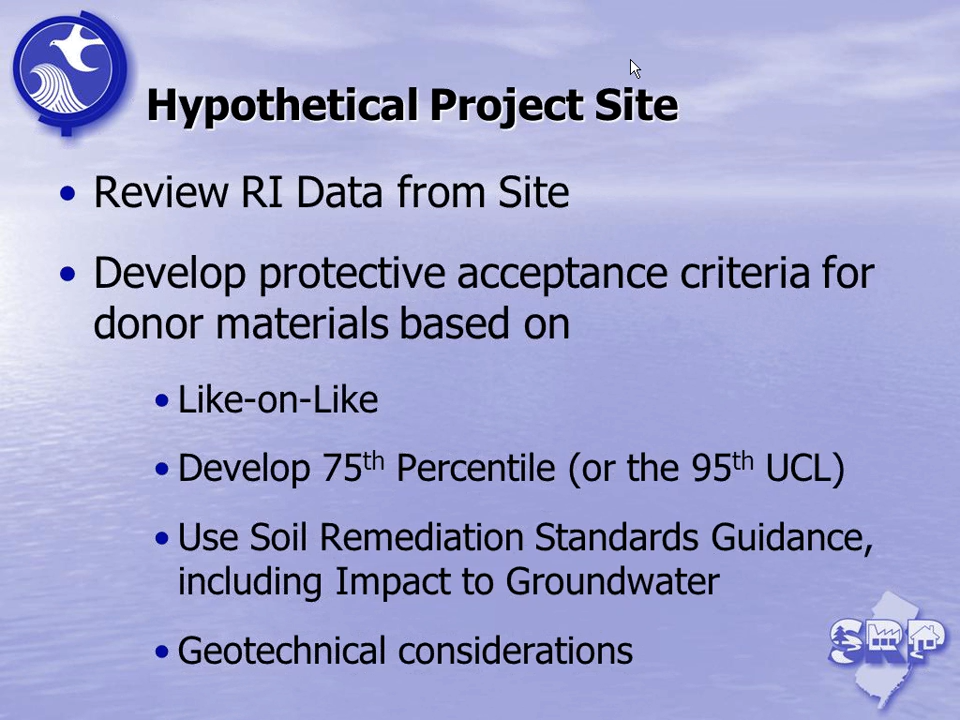 Hypothetical Project Site
• Review RI Data from Site
• Develop protective acceptance criteria for
donor materials based on
• Like-on-Like
• Develop 75th Percentile (or the 95th UCL)
• Use Soil Remediation Standards Guidance,
including Impact to Groundwater
• Geotechnical considerations
SRP